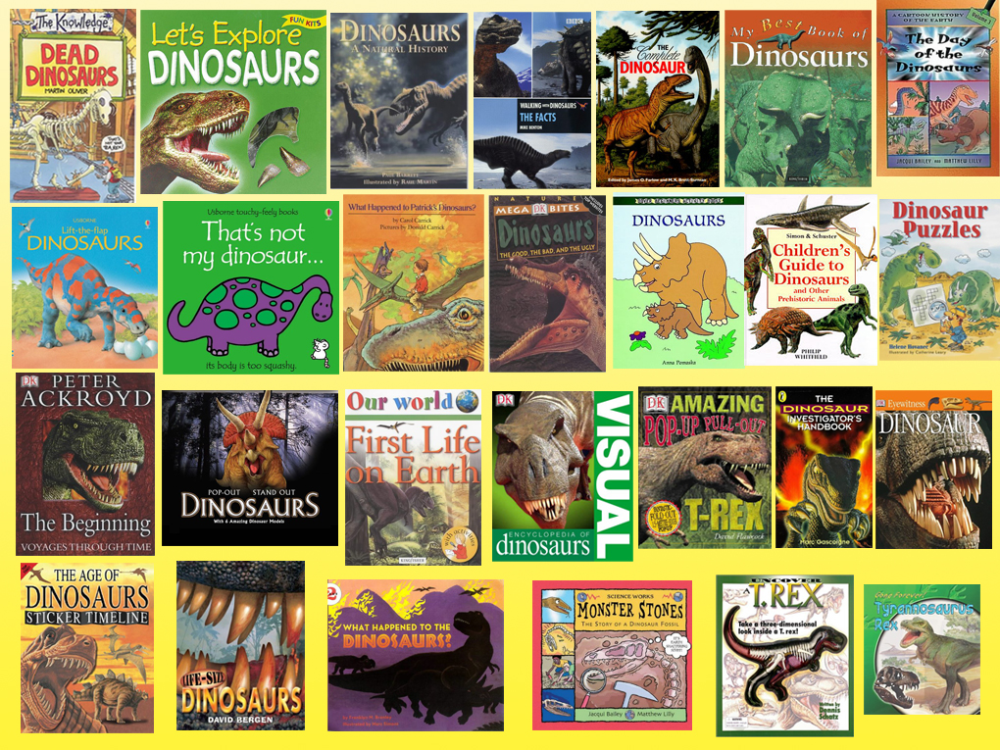 The Knowledge
DEAD
DINOSAURS
MARTIN OLIVER
Let's Explore
FUN KITS
DINOSAURS
DINOSAURS
A NATURAL HISTORY
PAUL BARRETT
Illustrated by RAUL MARTIN
BBC
WALKING WITH DINOSAURS
THE FACTS
MIKE BENTON
THE
Complete
DINOSAUR
Edited by James O. Farlow and M.K. Brett-Surman
My Best Book of
Dinosaurs
A CARTOON HISTORY
OF THE EARTH
Volume 3
The Day
of the
Dinosaurs
JACQUI BAILEY AND MATTHEW LILLY
USBORNE
Lift-the-flap
DINOSAURS
Usborne touchy-feely books
That's not
my dinosaur...
its body is too squashy.
What Happened to Patrick's Dinosaurs?
by Carol Carrick
Pictures by Donald Carrick
NATURE
MEGA DK BITES
Dinosaurs
THE GOOD, THE BAD, AND THE UGLY
DINOSAURS
Anna Pomaska
Simon & Schuster
Children's
Guide to
Dinosaurs
and Other
Prehistoric Animals
PHILIP
WHITFIELD
Dinosaur
Puzzles
Helene Hovanec
Illustrated by Catherine Leary
DK
PETER
ACKROYD
The Beginning
VOYAGES THROUGH TIME
POP-OUT STAND OUT
DINOSAURS
With 6 Amazing Dinosaur Models
Our world
First Life
on Earth
with activities
KINGFISHER
DK
VISUAL
ENCYCLOPEDIA OF
dinosaurs
DK AMAZING
POP-UP PULL-OUT
T-REX
David Hawcock
THE
DINOSAUR
INVESTIGATOR'S
HANDBOOK
Marc Gascoigne
DK Eyewitness
DINOSAUR
THE AGE OF
DINOSAURS
STICKER TIMELINE
LIFE-SIZE
DINOSAURS
DAVID BERGEN
2
WHAT HAPPENED TO THE
DINOSAURS?
SCIENCE WORKS
MONSTER STONES
THE STORY OF A DINOSAUR FOSSIL
Jacqui Bailey Matthew Lilly
UNCOVER
A T.REX
Take a three-dimensional
look inside a T. rex!
Written by
Dennis
Schatz
Gone Forever
Tyrannosaurus
Rex